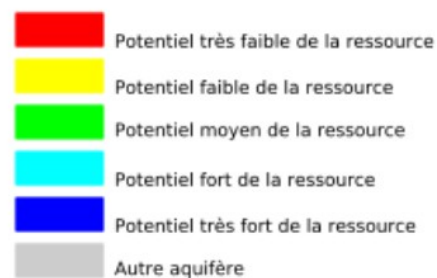 Potentiel très faible de la ressource
Potentiel faible de la ressource
Potentiel moyen de la ressource
Potentiel fort de la ressource
Potentiel très fort de la ressource
Autre aquifère